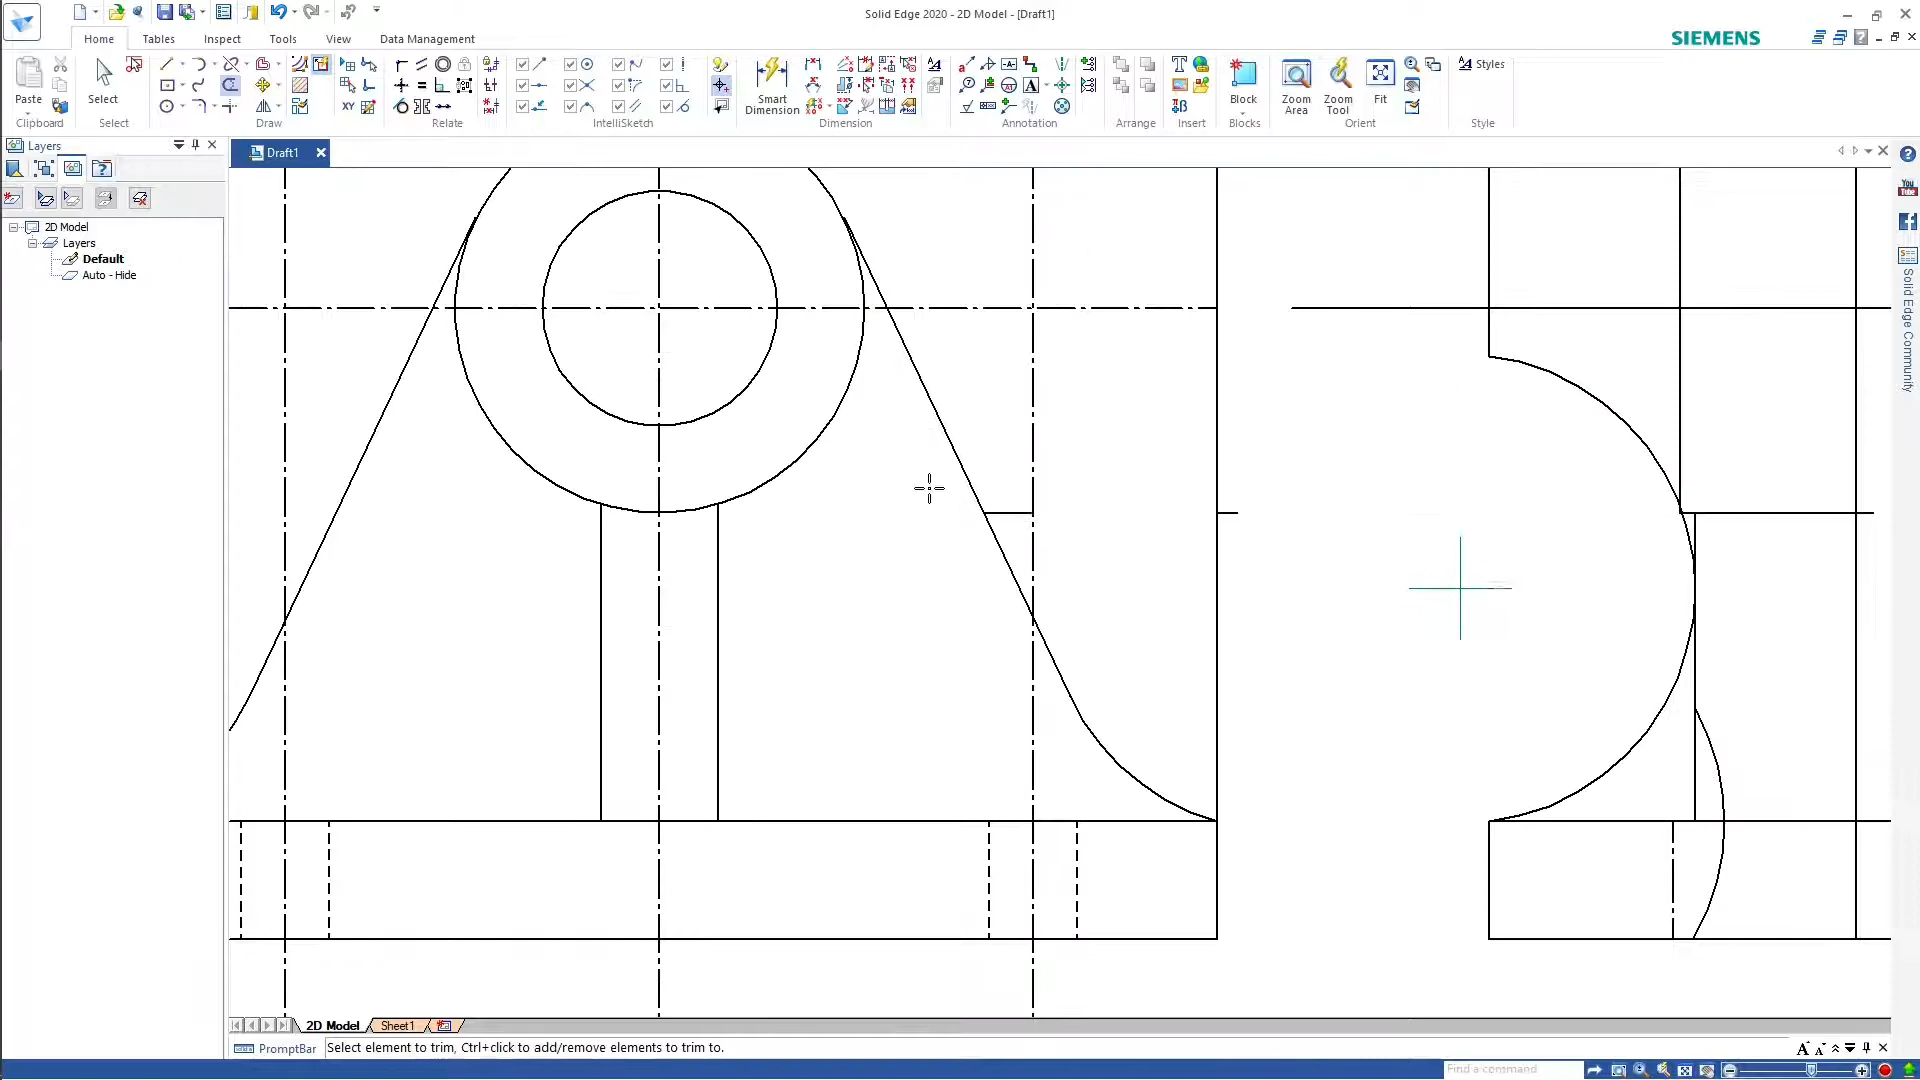 Solid Edge 2020 - 2D Model - [Draft1]
Home Tables Inspect Tools View Data Management
SIEMENS
Paste Select Smart Dimension Block Zoom Area Zoom Tool Fit Styles
Clipboard Select Draw Relate IntelliSketch Dimension Annotation Arrange Insert Blocks Orient Style
Layers
Draft1
2D Model
Layers
Default
Auto - Hide
You Tube
Solid Edge Community
2D Model Sheet1
PromptBar Select element to trim, Ctrl+click to add/remove elements to trim to.
Find a command